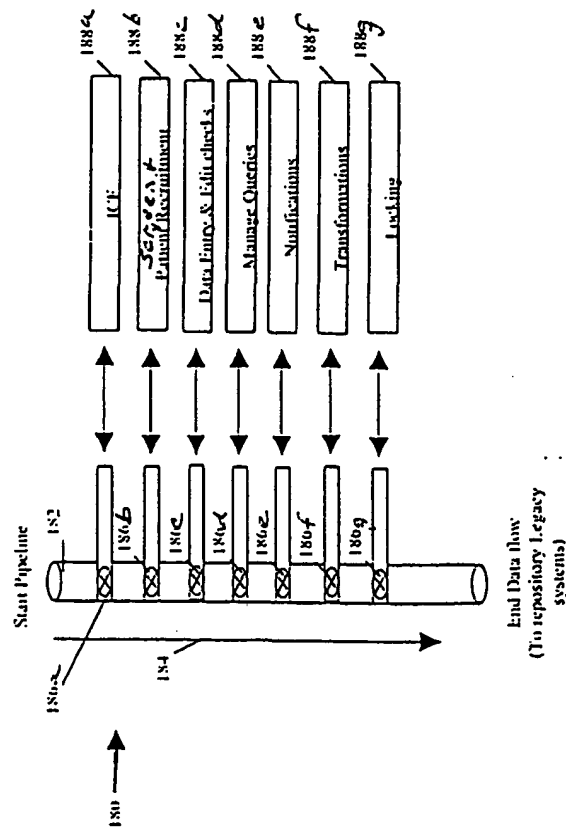 Start Pipeline
182
186a
180
184
186b
186c
186d
186e
186f
186g
ICF
188a
Screen +
Patient Recruitment
188b
Data Entry & Edit checks
188c
Manage Queries
188d
Notifications
188e
Transformations
188f
Locking
188g
End Data flow
(To repository Legacy
systems)